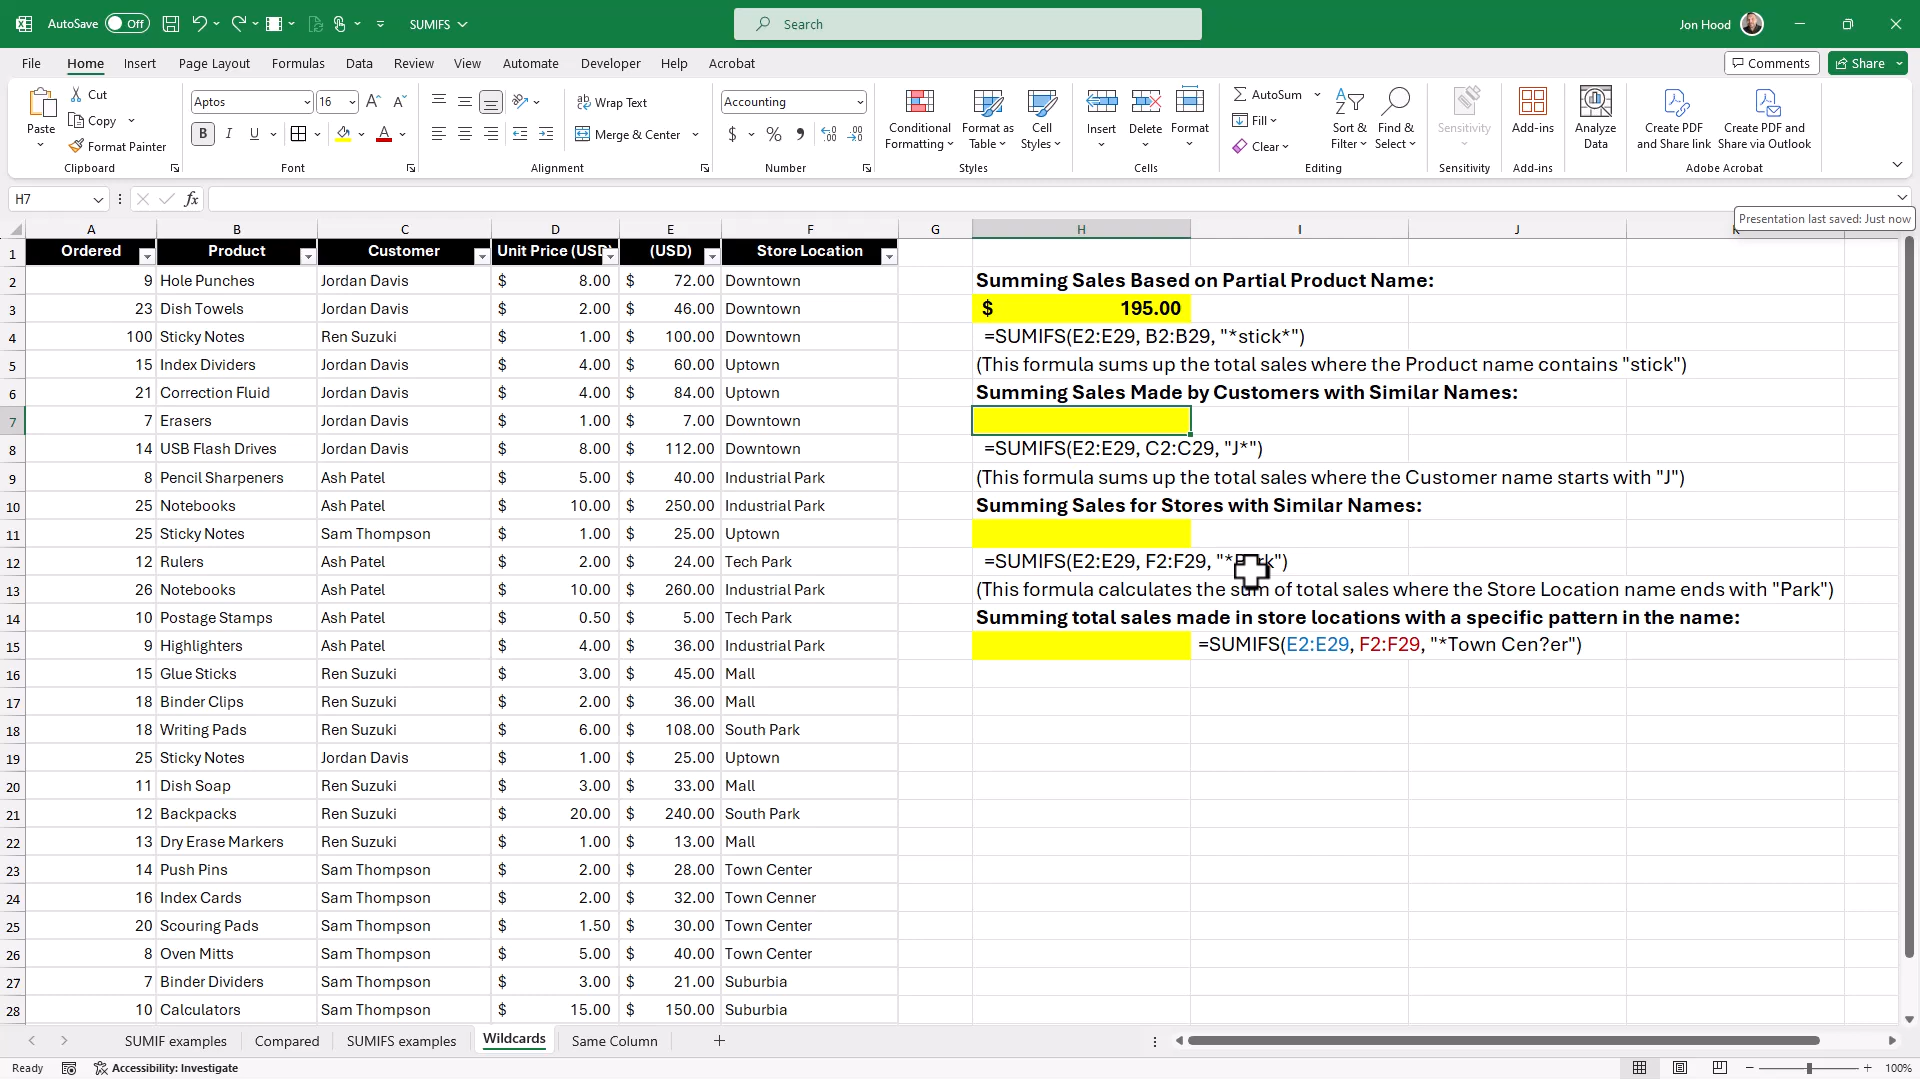 AutoSave Off SUMIFS Search Jon Hood
File Home Insert Page Layout Formulas Data Review View Automate Developer Help Acrobat Comments Share
Paste Cut Copy Format Painter Clipboard
Aptos 16 B I U A Font
Wrap Text Merge & Center Alignment
Accounting $ % Number
Conditional Formatting Format as Table Cell Styles Styles
Insert Delete Format Cells
AutoSum Fill Clear Sort & Filter Find & Select Editing
Sensitivity Sensitivity
Add-ins Add-ins
Analyze Data
Create PDF and Share link Create PDF and Share via Outlook Adobe Acrobat
H7 fx
Presentation last saved: Just now
A B C D E F G H I J
1 Ordered Product Customer Unit Price (USD) (USD) Store Location
2 9 Hole Punches Jordan Davis $ 8.00 $ 72.00 Downtown Summing Sales Based on Partial Product Name:
3 23 Dish Towels Jordan Davis $ 2.00 $ 46.00 Downtown $ 195.00
4 100 Sticky Notes Ren Suzuki $ 1.00 $ 100.00 Downtown =SUMIFS(E2:E29, B2:B29, "*stick*")
5 15 Index Dividers Jordan Davis $ 4.00 $ 60.00 Uptown (This formula sums up the total sales where the Product name contains "stick")
6 21 Correction Fluid Jordan Davis $ 4.00 $ 84.00 Uptown Summing Sales Made by Customers with Similar Names:
7 7 Erasers Jordan Davis $ 1.00 $ 7.00 Downtown
8 14 USB Flash Drives Jordan Davis $ 8.00 $ 112.00 Downtown =SUMIFS(E2:E29, C2:C29, "J*")
9 8 Pencil Sharpeners Ash Patel $ 5.00 $ 40.00 Industrial Park (This formula sums up the total sales where the Customer name starts with "J")
10 25 Notebooks Ash Patel $ 10.00 $ 250.00 Industrial Park Summing Sales for Stores with Similar Names:
11 25 Sticky Notes Sam Thompson $ 1.00 $ 25.00 Uptown
12 12 Rulers Ash Patel $ 2.00 $ 24.00 Tech Park =SUMIFS(E2:E29, F2:F29, "*Park")
13 26 Notebooks Ash Patel $ 10.00 $ 260.00 Industrial Park (This formula calculates the sum of total sales where the Store Location name ends with "Park")
14 10 Postage Stamps Ash Patel $ 0.50 $ 5.00 Tech Park Summing total sales made in store locations with a specific pattern in the name:
15 9 Highlighters Ash Patel $ 4.00 $ 36.00 Industrial Park =SUMIFS(E2:E29, F2:F29, "*Town Cen?er")
16 15 Glue Sticks Ren Suzuki $ 3.00 $ 45.00 Mall
17 18 Binder Clips Ren Suzuki $ 2.00 $ 36.00 Mall
18 18 Writing Pads Ren Suzuki $ 6.00 $ 108.00 South Park
19 25 Sticky Notes Jordan Davis $ 1.00 $ 25.00 Uptown
20 11 Dish Soap Ren Suzuki $ 3.00 $ 33.00 Mall
21 12 Backpacks Ren Suzuki $ 20.00 $ 240.00 South Park
22 13 Dry Erase Markers Ren Suzuki $ 1.00 $ 13.00 Mall
23 14 Push Pins Sam Thompson $ 2.00 $ 28.00 Town Center
24 16 Index Cards Sam Thompson $ 2.00 $ 32.00 Town Cenner
25 20 Scouring Pads Sam Thompson $ 1.50 $ 30.00 Town Center
26 8 Oven Mitts Sam Thompson $ 5.00 $ 40.00 Town Center
27 7 Binder Dividers Sam Thompson $ 3.00 $ 21.00 Suburbia
28 10 Calculators Sam Thompson $ 15.00 $ 150.00 Suburbia
SUMIF examples Compared SUMIFS examples Wildcards Same Column
Ready Accessibility: Investigate 100%